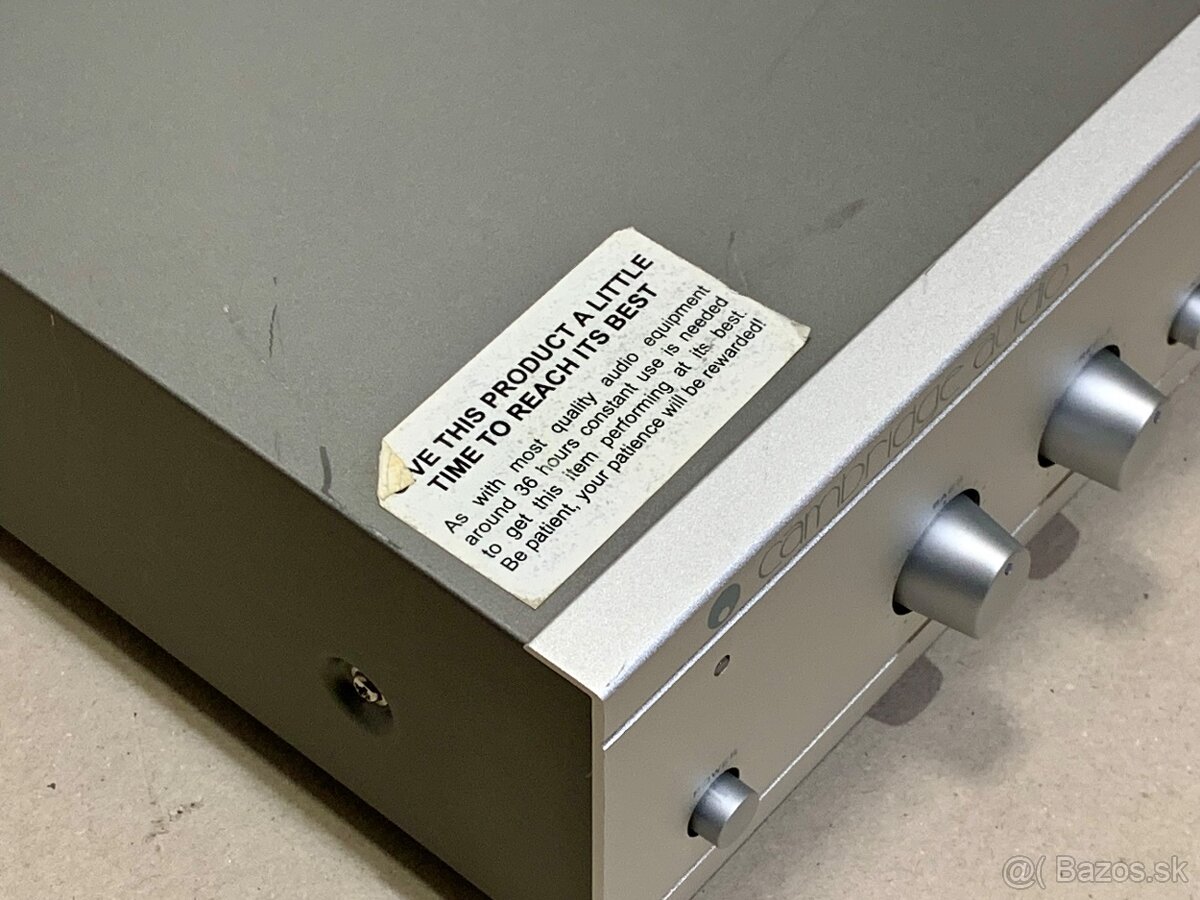 VE THIS PRODUCT A LITTLE
TIME TO REACH ITS BEST
As with most quality audio equipment
around 36 hours constant use is needed
to get this item performing at its best.
Be patient, your patience will be rewarded!
cambridge audio
BASS
POWER
@( Bazos.sk